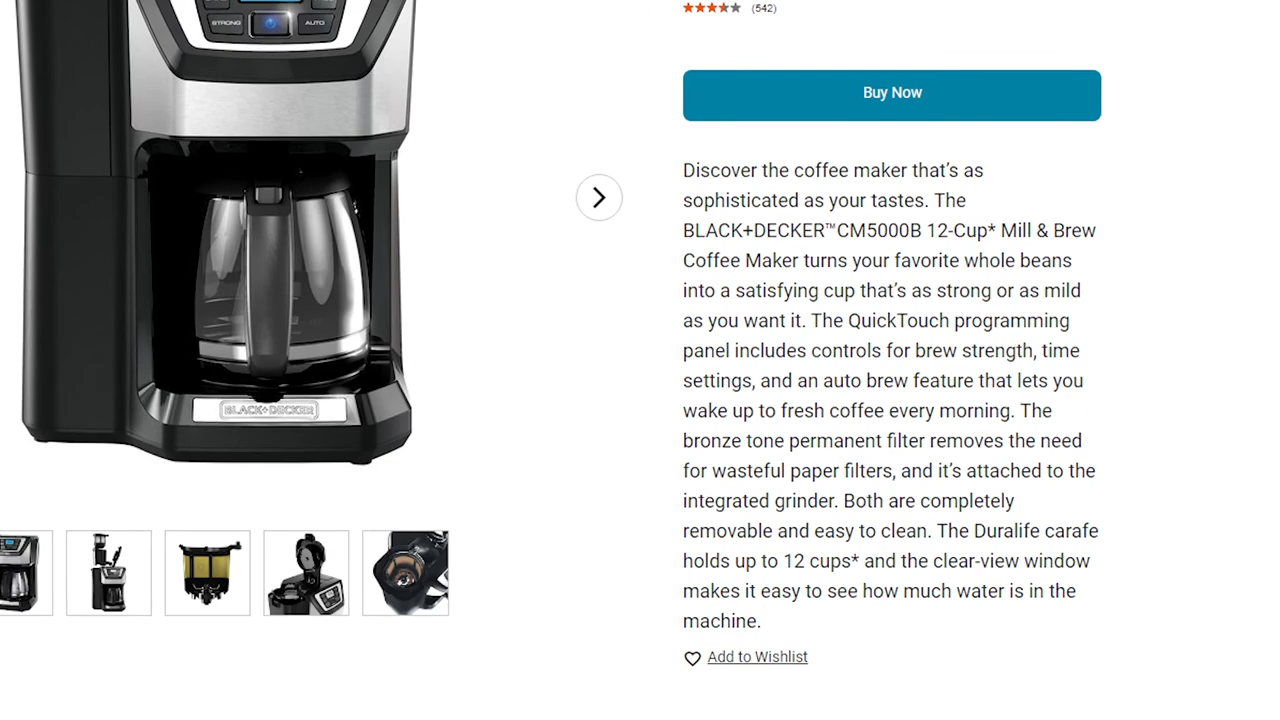 STRONG
AUTO
(542)
Buy Now
Discover the coffee maker that’s as
sophisticated as your tastes. The
BLACK+DECKER™CM5000B 12-Cup* Mill & Brew
Coffee Maker turns your favorite whole beans
into a satisfying cup that’s as strong or as mild
as you want it. The QuickTouch programming
panel includes controls for brew strength, time
settings, and an auto brew feature that lets you
wake up to fresh coffee every morning. The
bronze tone permanent filter removes the need
for wasteful paper filters, and it’s attached to the
integrated grinder. Both are completely
removable and easy to clean. The Duralife carafe
holds up to 12 cups* and the clear-view window
makes it easy to see how much water is in the
machine.
BLACK+DECKER
Add to Wishlist